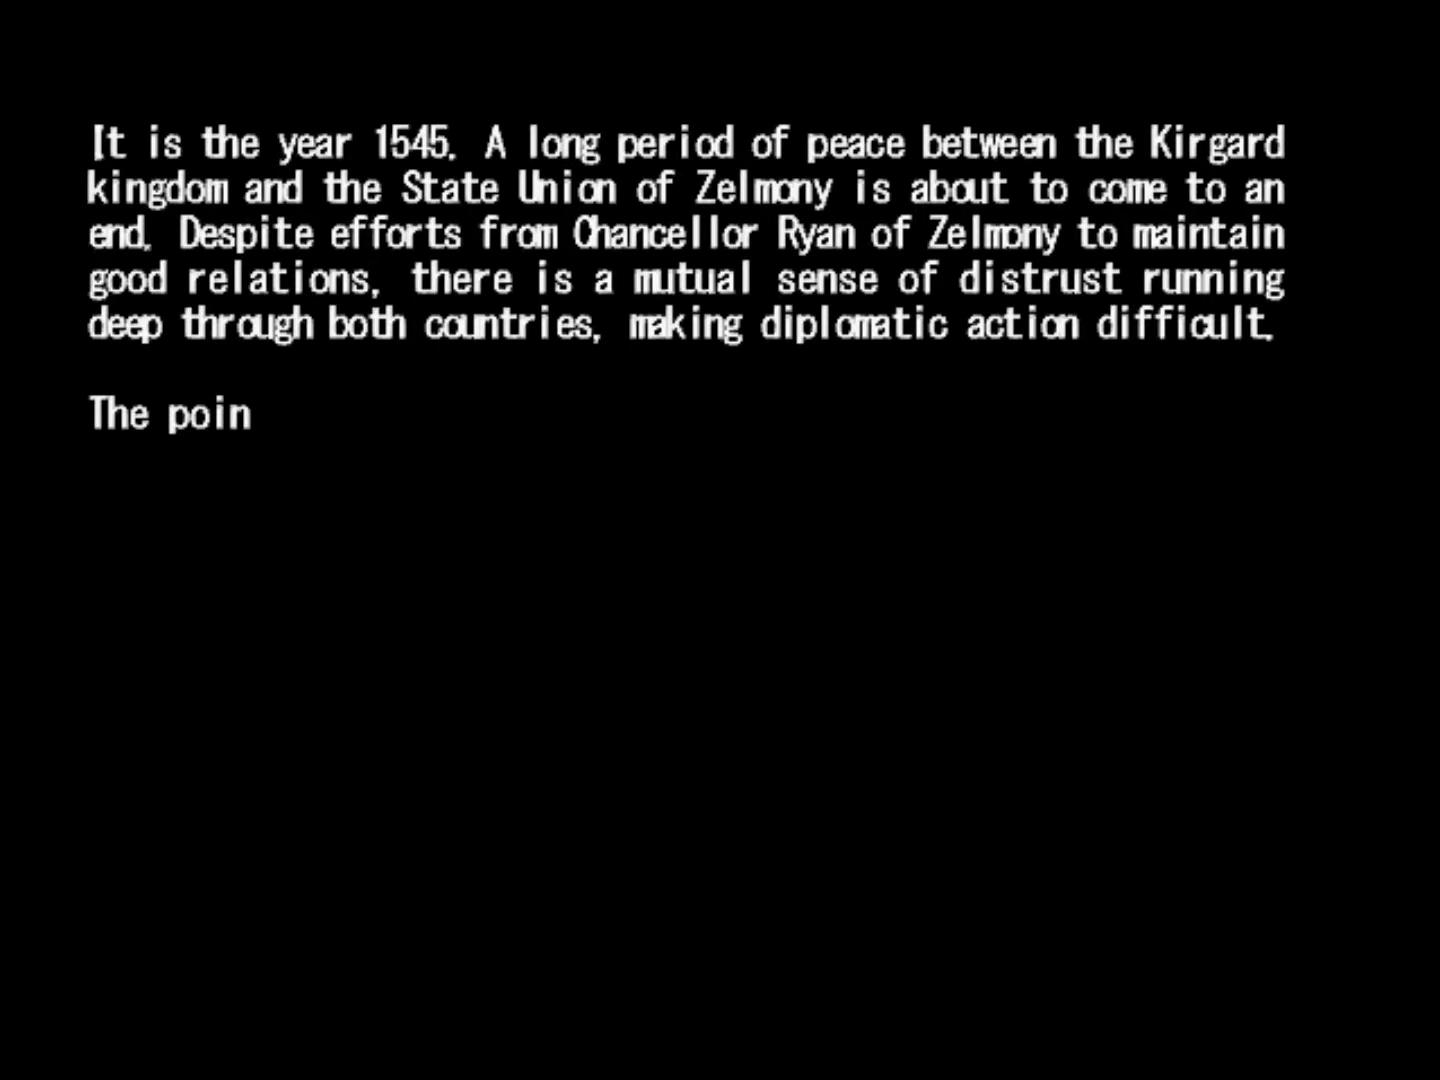 It is the year 1545. A long period of peace between the Kirgard
kingdom and the State Union of Zelmony is about to come to an
end. Despite efforts from Chancellor Ryan of Zelmony to maintain
good relations, there is a mutual sense of distrust running
deep through both countries, making diplomatic action difficult.
The poin